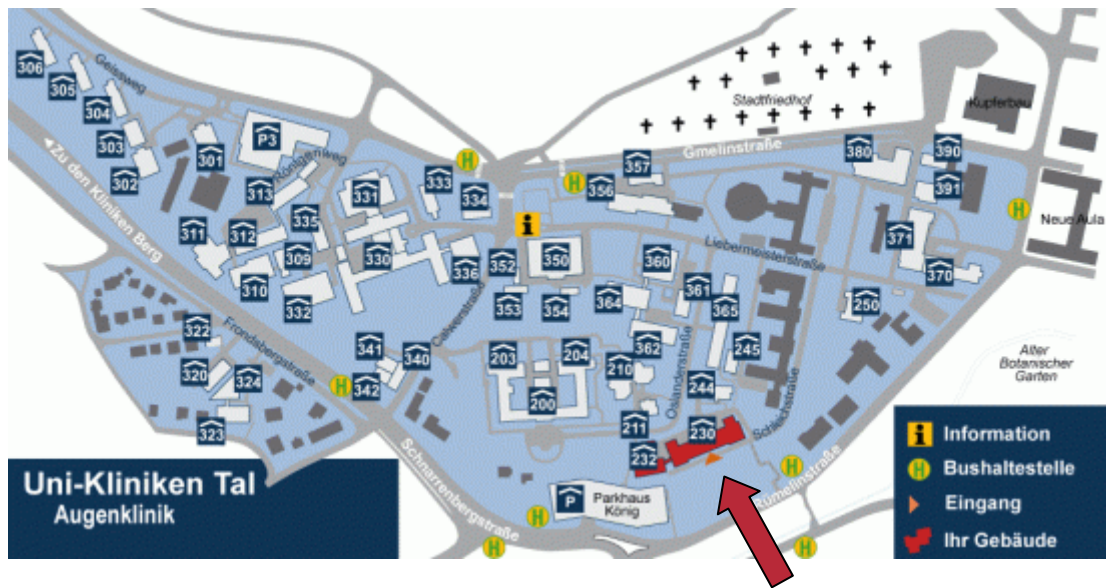 306
305
304
303
302
Geissweg
301
P3
Röntgenweg
313
331
333
334
335
311
312
309
330
310
332
336
◄Zu den Kliniken Berg
Stadtfriedhof
Gmelinstraße
Kupferbau
Neue Aula
356
357
380
390
391
371
370
250
Liebermeisterstraße
i
350
352
353
354
360
361
364
365
362
245
244
210
211
230
232
203
204
200
Calwerstraße
Oslanderstraße
Schleichstraße
322
320
324
323
Frondsbergstraße
341
340
342
Schnarrenbergstraße
Rümelinstraße
P
Parkhaus
König
Alter
Botanischer
Garten
H
H
H
H
H
H
H
H
Uni-Kliniken Tal
Augenklinik
i Information
H Bushaltestelle
Eingang
Ihr Gebäude